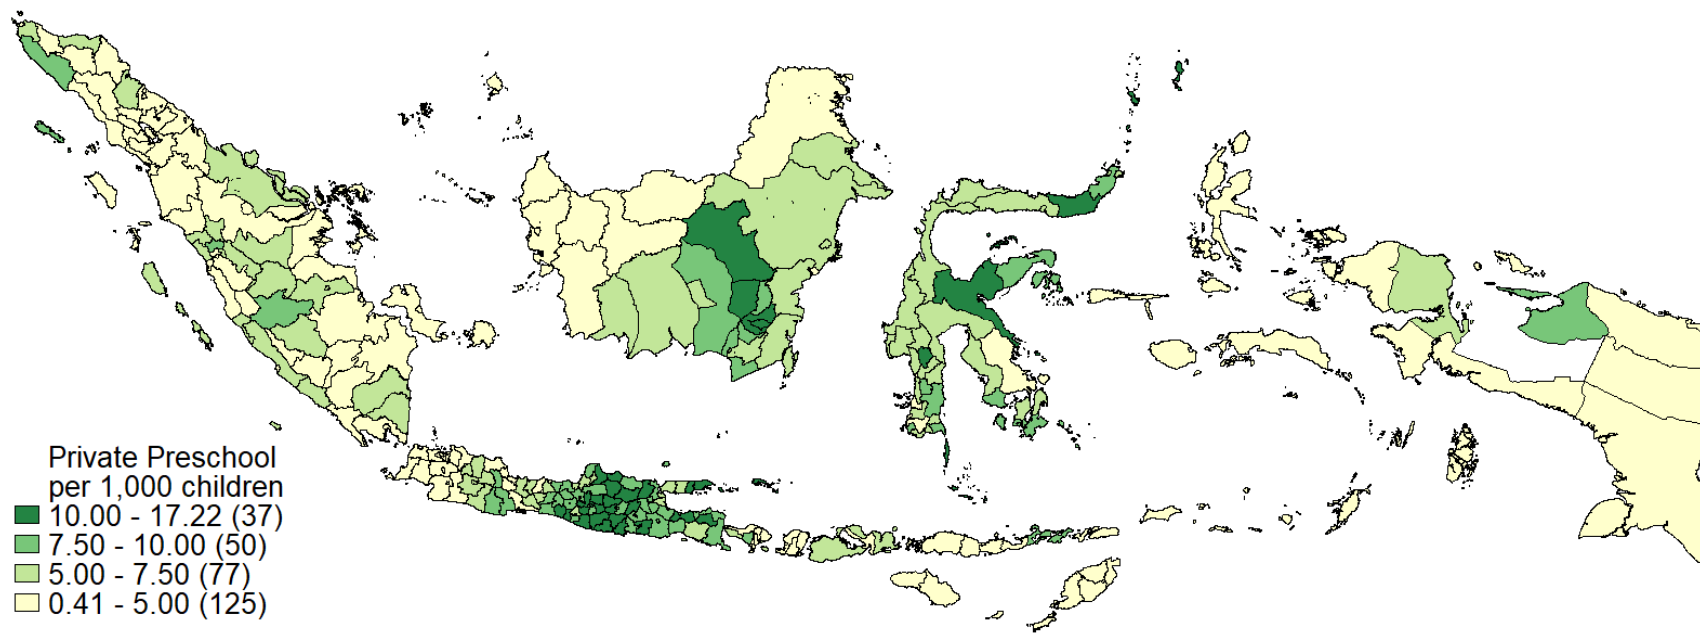 Private Preschool
per 1,000 children
10.00 - 17.22 (37)
7.50 - 10.00 (50)
5.00 - 7.50 (77)
0.41 - 5.00 (125)